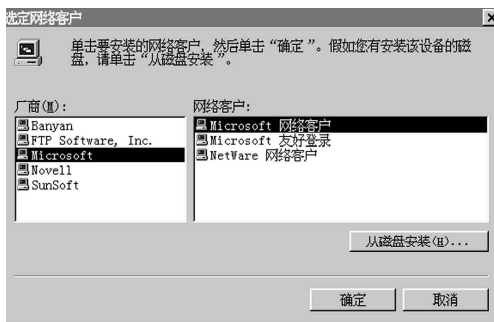 选定网络客户
单击要安装的网络客户，然后单击“确定”。假如您有安装该设备的磁
盘，请单击“从磁盘安装”。
厂商(M):
网络客户:
Banyan
FTP Software, Inc.
Microsoft
Novell
SunSoft
Microsoft 网络客户
Microsoft 友好登录
NetWare 网络客户
从磁盘安装(H)...
确定
取消